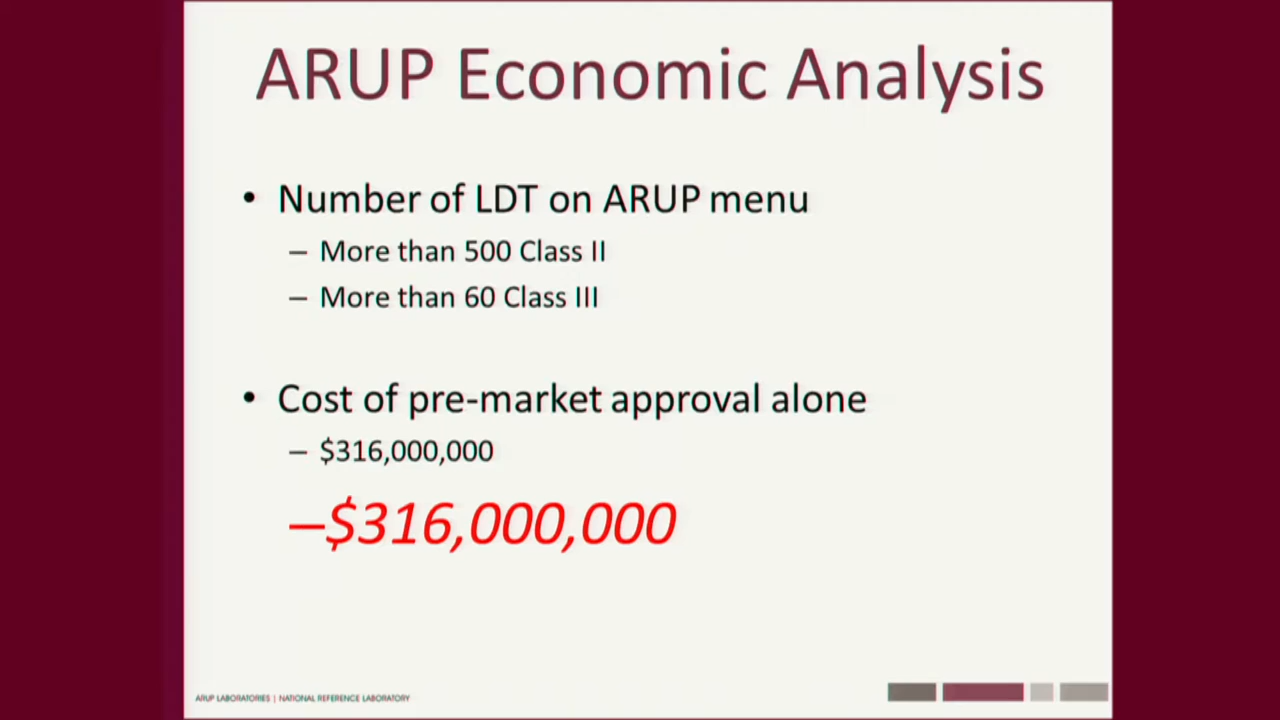 ARUP Economic Analysis
• Number of LDT on ARUP menu
– More than 500 Class II
– More than 60 Class III
• Cost of pre-market approval alone
– $316,000,000
–$316,000,000
ARUP LABORATORIES | NATIONAL REFERENCE LABORATORY